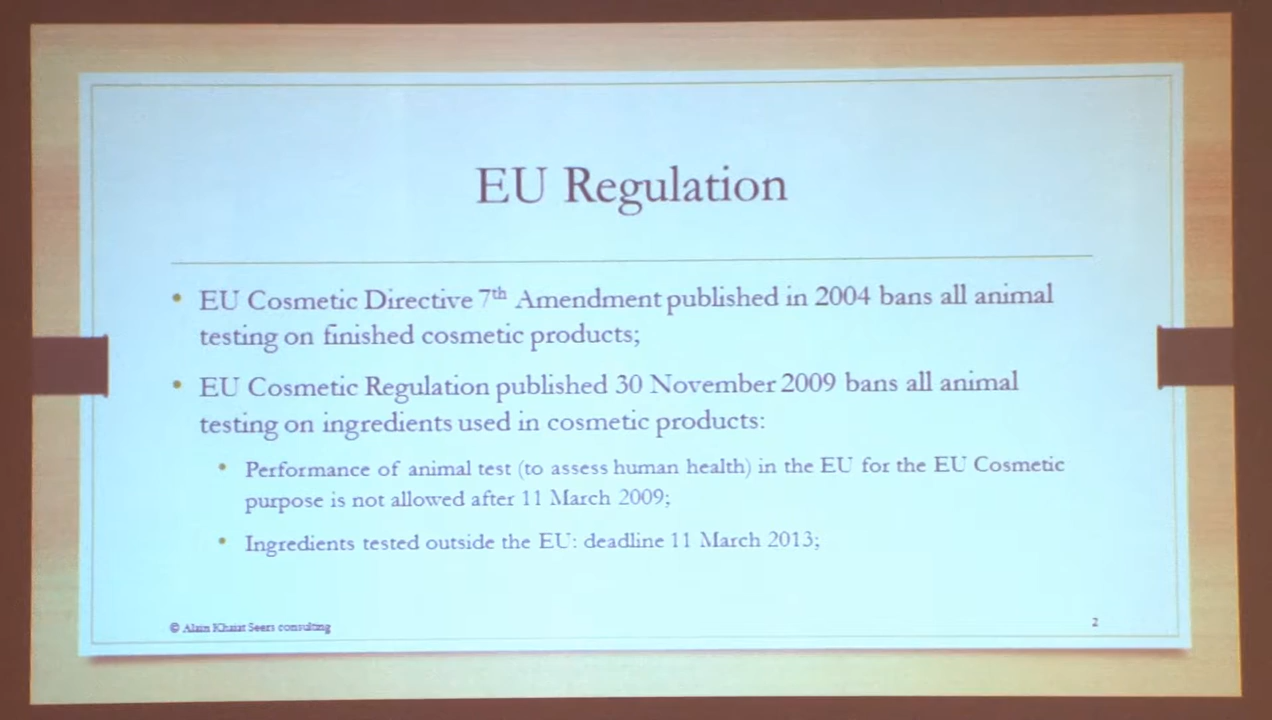 EU Regulation
• EU Cosmetic Directive 7th Amendment published in 2004 bans all animal
testing on finished cosmetic products;
• EU Cosmetic Regulation published 30 November 2009 bans all animal
testing on ingredients used in cosmetic products:
• Performance of animal test (to assess human health) in the EU for the EU Cosmetic
purpose is not allowed after 11 March 2009;
• Ingredients tested outside the EU: deadline 11 March 2013;
© Alain Khaiat Seers consulting
2